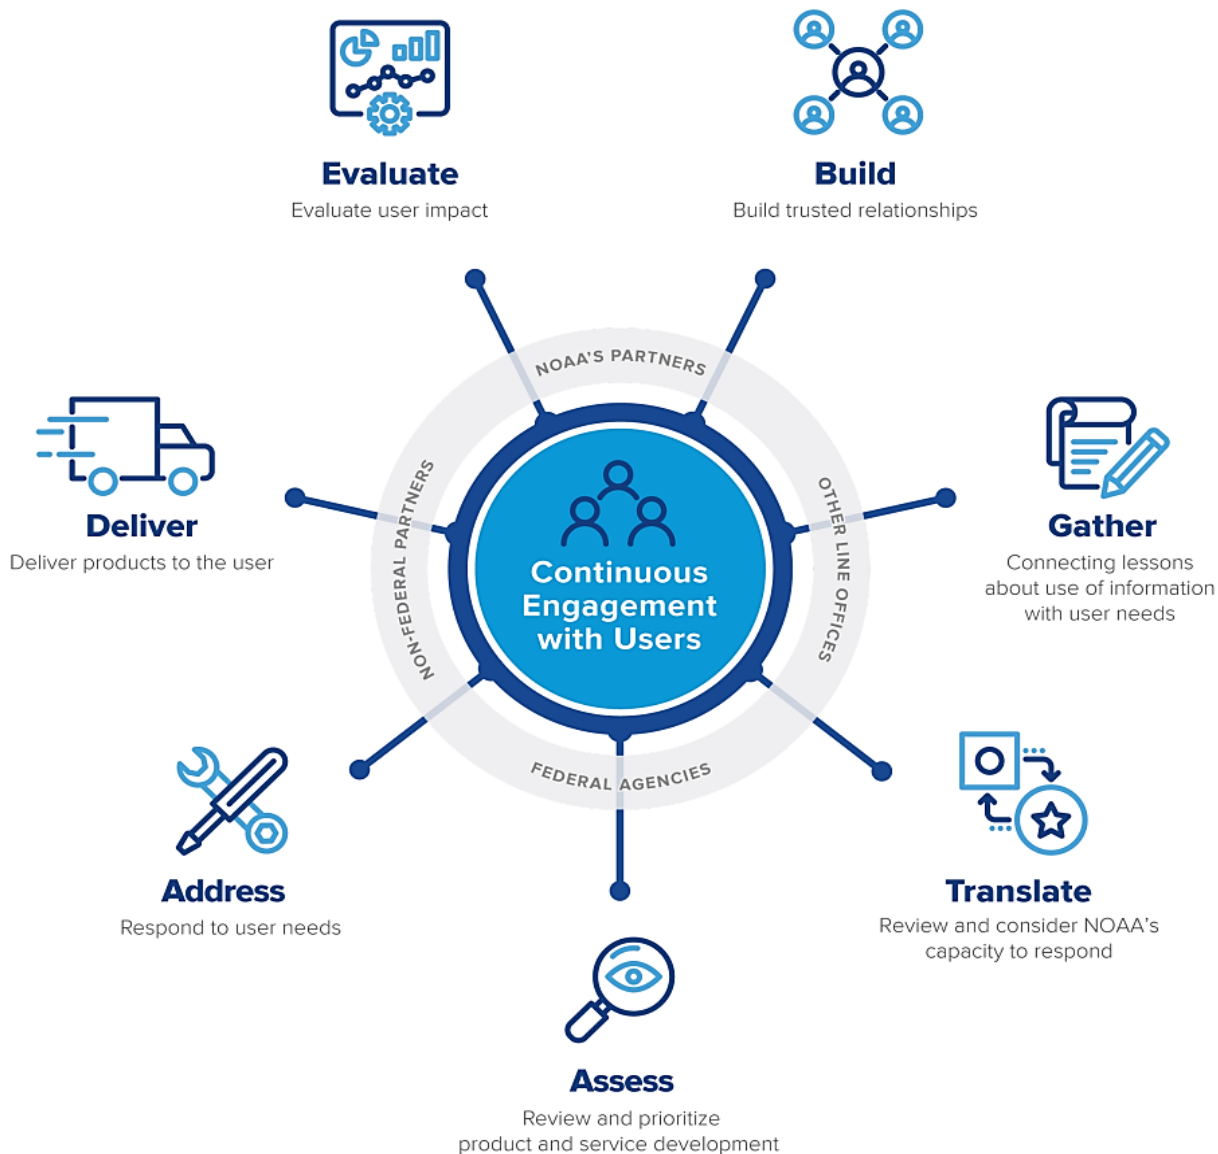 Evaluate
Evaluate user impact
Build
Build trusted relationships
NOAA'S PARTNERS
Deliver
Deliver products to the user
NON-FEDERAL PARTNERS
Continuous
Engagement
with Users
OTHER LINE OFFICES
Gather
Connecting lessons
about use of information
with user needs
FEDERAL AGENCIES
Address
Respond to user needs
Translate
Review and consider NOAA's
capacity to respond
Assess
Review and prioritize
product and service development